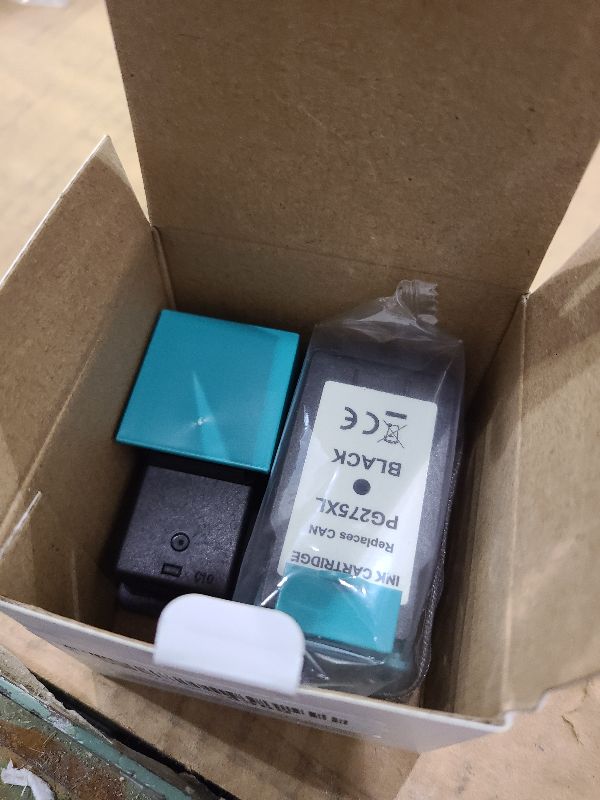 INK CARTRIDGE
Replaces CAN
PG275XL
BLACK
CE